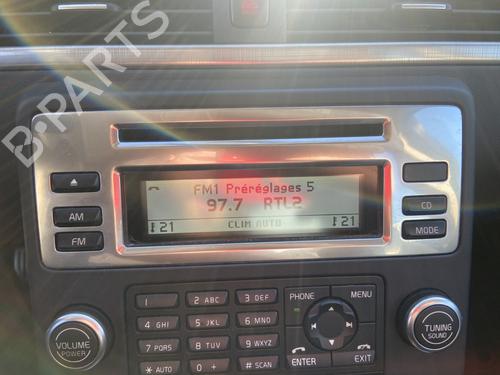 B-PARTS
FM1 Préréglages 5
97.7 RTL2
21 CLIM AUTO 21
AM
FM
CD
MODE
1 2 ABC 3 DEF PHONE MENU
4 GHI 5 JKL 6 MNO
7 PQRS 8 TUV 9 WXY
* 0 + SCAN ENTER EXIT
VOLUME
POWER
TUNING
SOUND